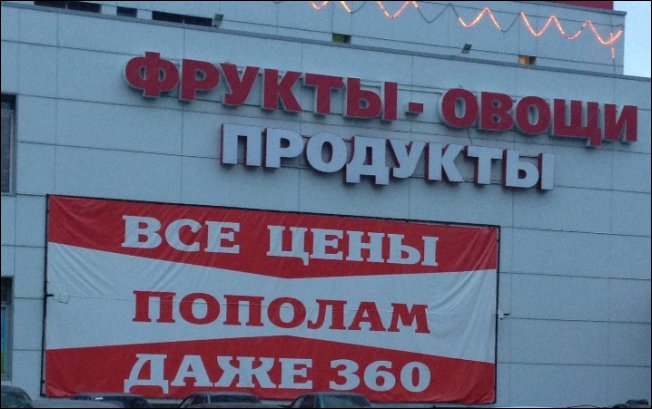 ФРУКТЫ - ОВОЩИ
ПРОДУКТЫ
ВСЕ ЦЕНЫ
ПОПОЛАМ
ДАЖЕ 360